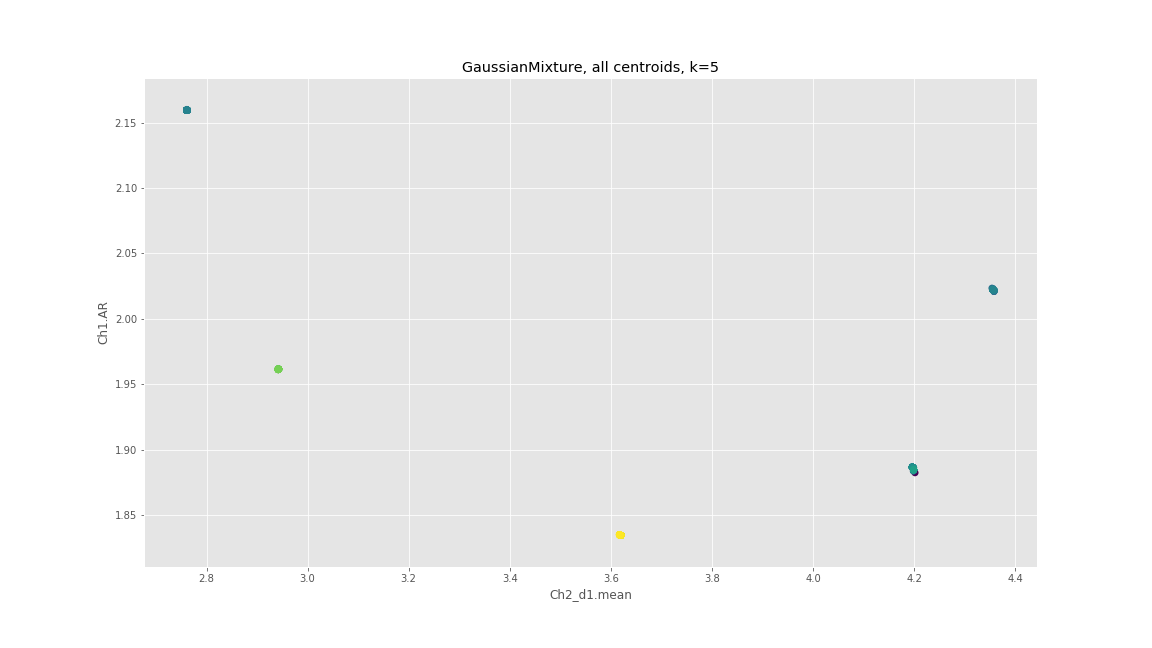 GaussianMixture, all centroids, k=5
2.15
2.10
2.05
2.00
1.95
1.90
1.85
Ch1.AR
2.8 3.0 3.2 3.4 3.6 3.8 4.0 4.2 4.4
Ch2_d1.mean